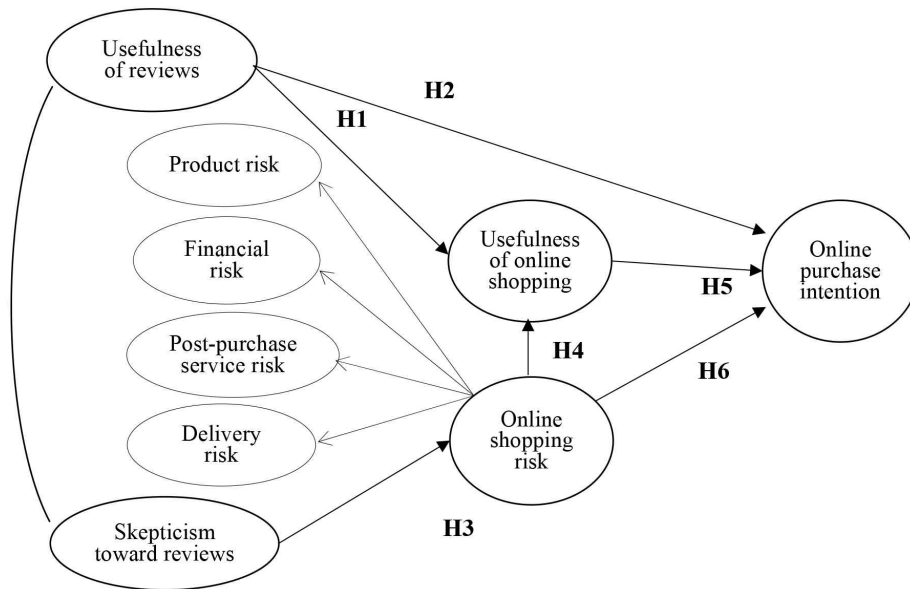 Usefulness
of reviews
H2
H1
Product risk
Financial
risk
Usefulness
of online
shopping
Online
purchase
intention
H5
Post-purchase
service risk
H4
H6
Delivery
risk
Online
shopping
risk
Skepticism
toward reviews
H3